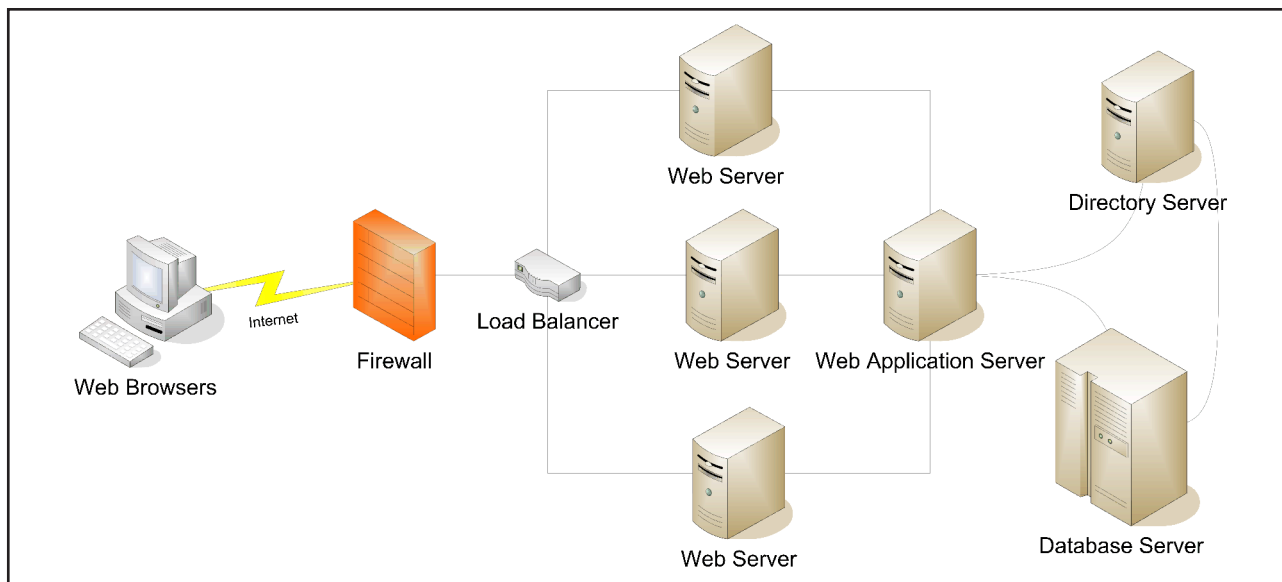 Web Server
Directory Server
Internet
Load Balancer
Web Browsers
Firewall
Web Server
Web Application Server
Web Server
Database Server